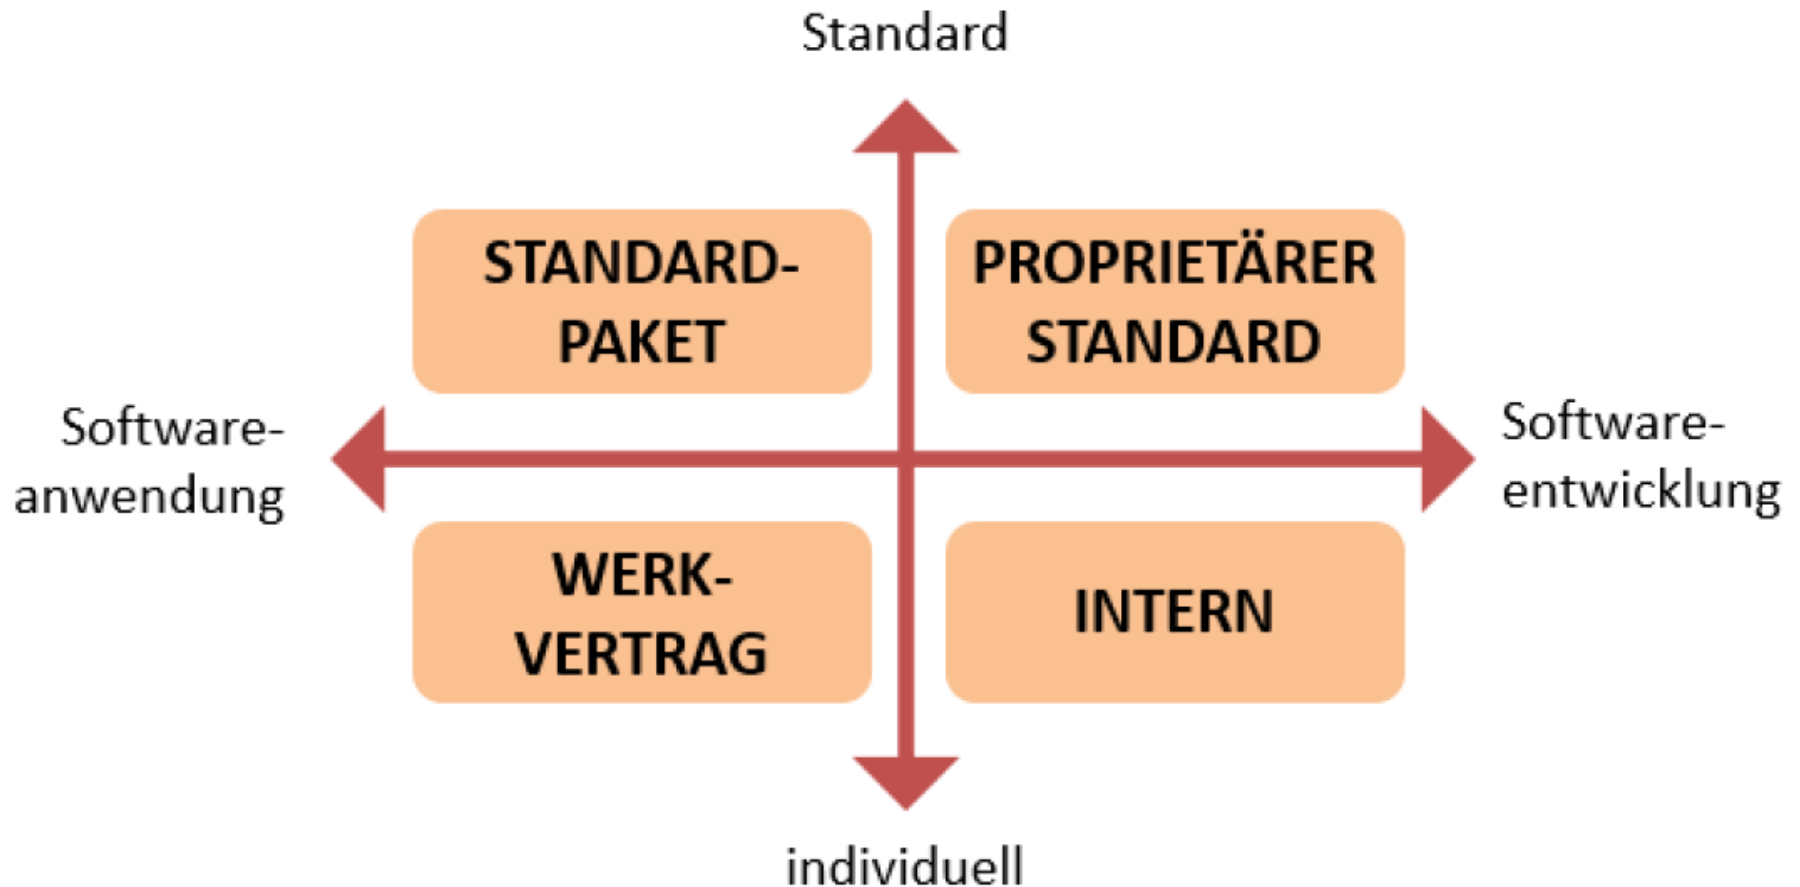 Standard
STANDARD-
PAKET
PROPRIETÄRER
STANDARD
Software-
anwendung
Software-
entwicklung
WERK-
VERTRAG
INTERN
individuell